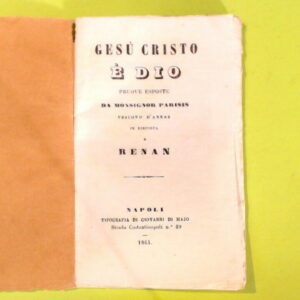 GESÙ CRISTO
È DIO
PRUOVE ESPOSTE
DA MONSIGNOR PARISIS
VESCOVO D'ARRAS
IN RISPOSTA
A
RENAN
NAPOLI
TIPOGRAFIA DI GIOVANNI DI MAIO
Strada Costantinopoli n.° 29